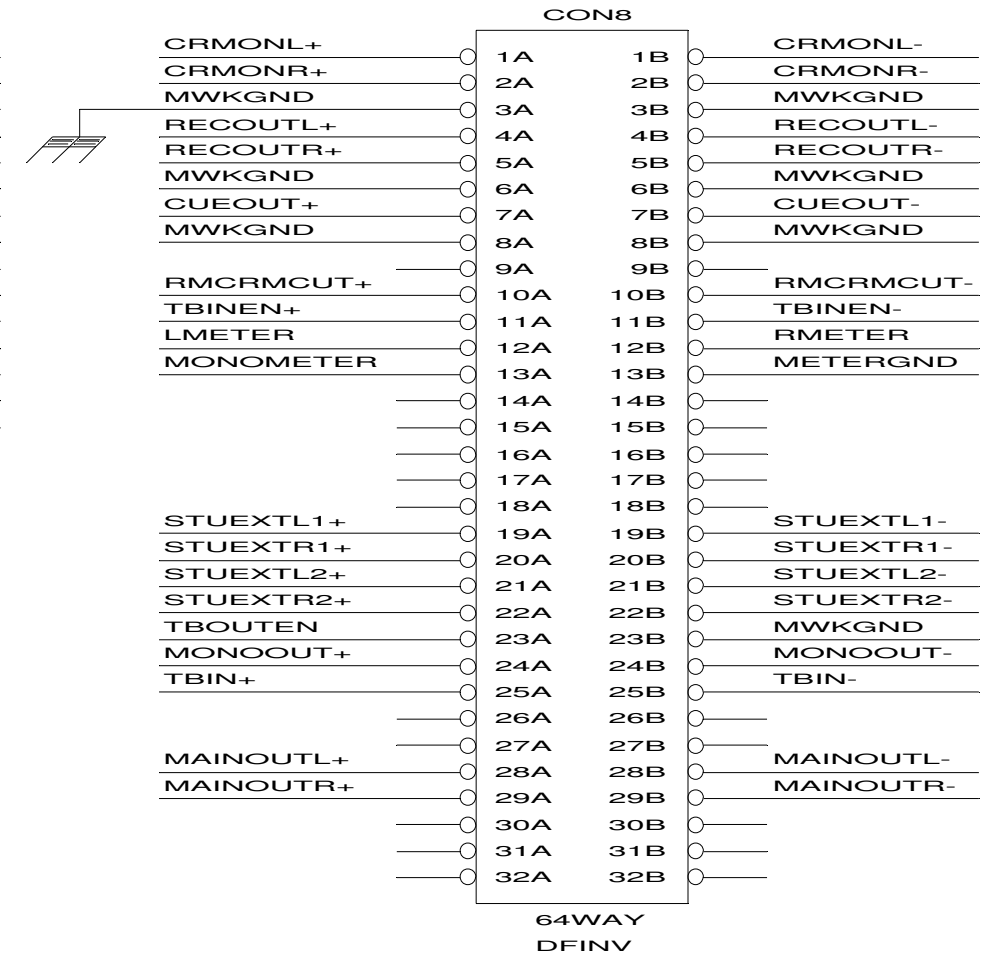 CON8
CRMONL+ 1A 1B CRMONL-
CRMONR+ 2A 2B CRMONR-
MWKGND 3A 3B MWKGND
RECOUTL+ 4A 4B RECOUTL-
RECOUTR+ 5A 5B RECOUTR-
MWKGND 6A 6B MWKGND
CUEOUT+ 7A 7B CUEOUT-
MWKGND 8A 8B MWKGND
9A 9B
RMCRMCUT+ 10A 10B RMCRMCUT-
TBINEN+ 11A 11B TBINEN-
LMETER 12A 12B RMETER
MONOMETER 13A 13B METERGND
14A 14B
15A 15B
16A 16B
17A 17B
18A 18B
STUEXTL1+ 19A 19B STUEXTL1-
STUEXTR1+ 20A 20B STUEXTR1-
STUEXTL2+ 21A 21B STUEXTL2-
STUEXTR2+ 22A 22B STUEXTR2-
TBOUTEN 23A 23B MWKGND
MONOOUT+ 24A 24B MONOOUT-
TBIN+ 25A 25B TBIN-
26A 26B
27A 27B
MAINOUTL+ 28A 28B MAINOUTL-
MAINOUTR+ 29A 29B MAINOUTR-
30A 30B
31A 31B
32A 32B
64WAY
DFINV